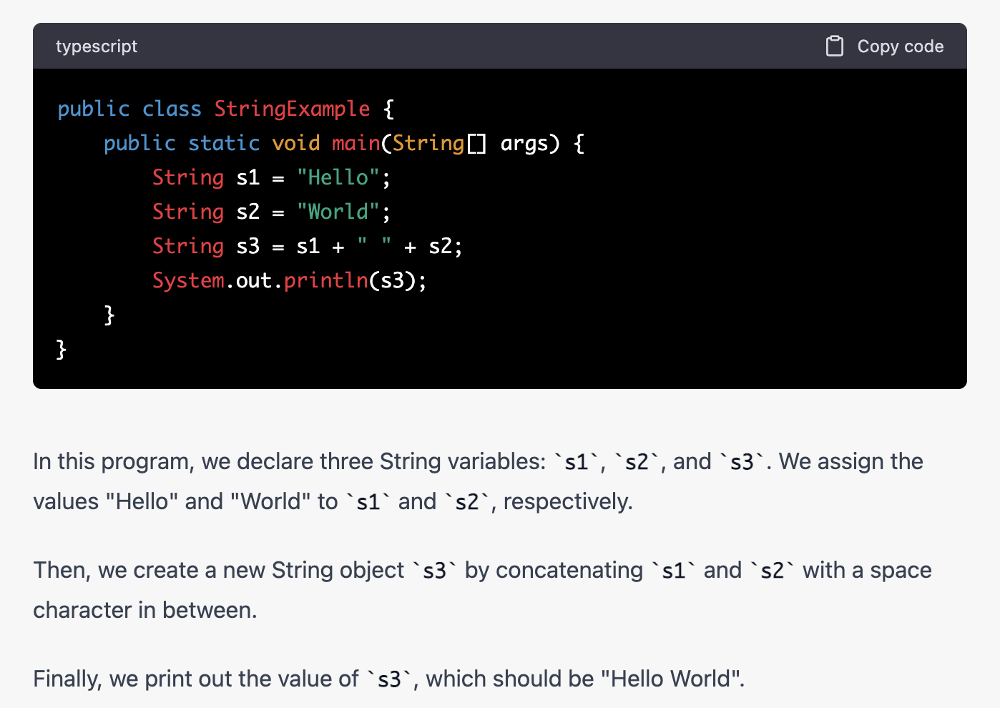 typescript Copy code
public class StringExample {
    public static void main(String[] args) {
        String s1 = "Hello";
        String s2 = "World";
        String s3 = s1 + " " + s2;
        System.out.println(s3);
    }
}
In this program, we declare three String variables: `s1`, `s2`, and `s3`. We assign the
values "Hello" and "World" to `s1` and `s2`, respectively.
Then, we create a new String object `s3` by concatenating `s1` and `s2` with a space
character in between.
Finally, we print out the value of `s3`, which should be "Hello World".